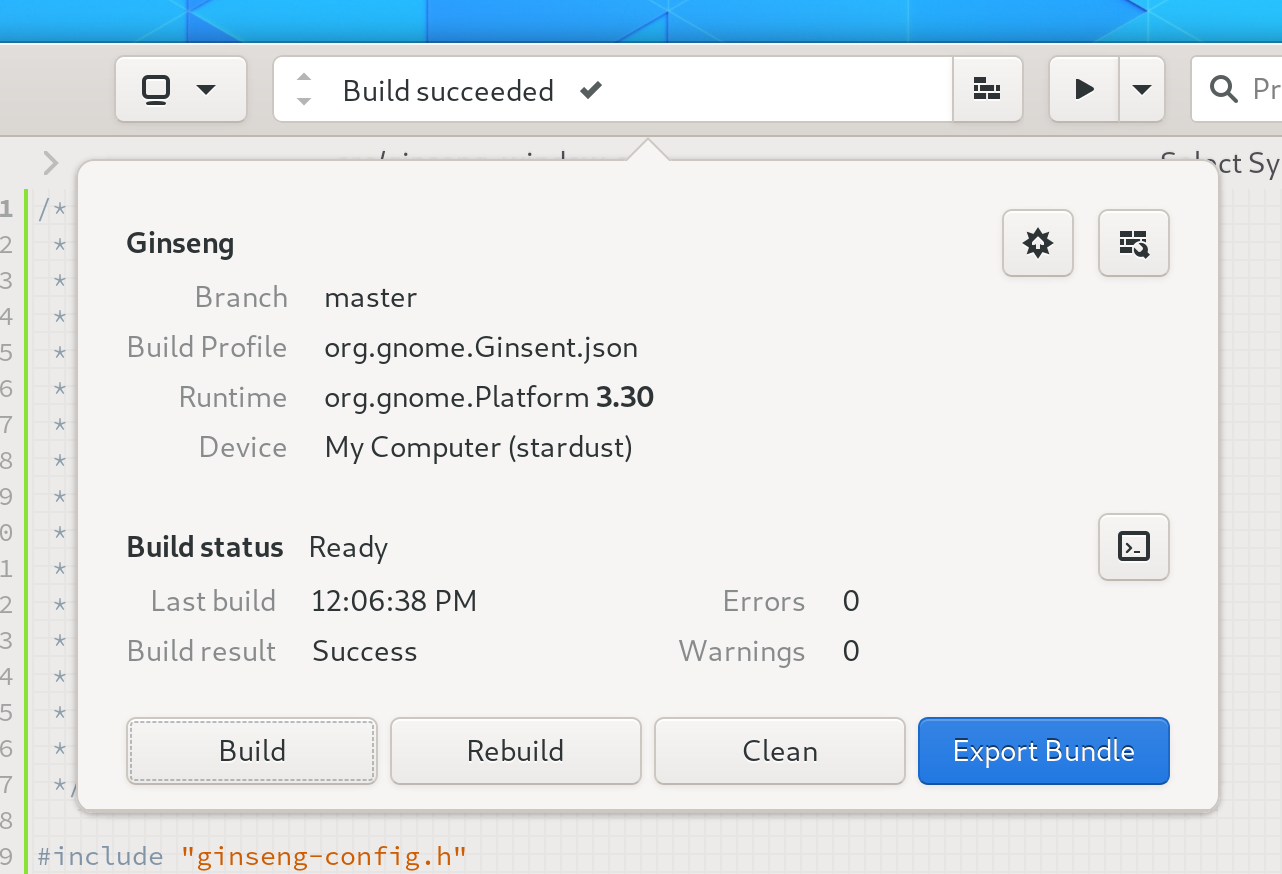 Build succeeded
Pr
Select Sy
1 /*
2 *
3 *
4 *
5 *
6 *
7 *
8 *
9 *
0 *
1 *
2 *
3 *
4 *
5 *
6 *
7 */
8
9 #include "ginseng-config.h"
Ginseng
Branch master
Build Profile org.gnome.Ginsent.json
Runtime org.gnome.Platform 3.30
Device My Computer (stardust)
Build status Ready
Last build 12:06:38 PM Errors 0
Build result Success Warnings 0
Build Rebuild Clean Export Bundle